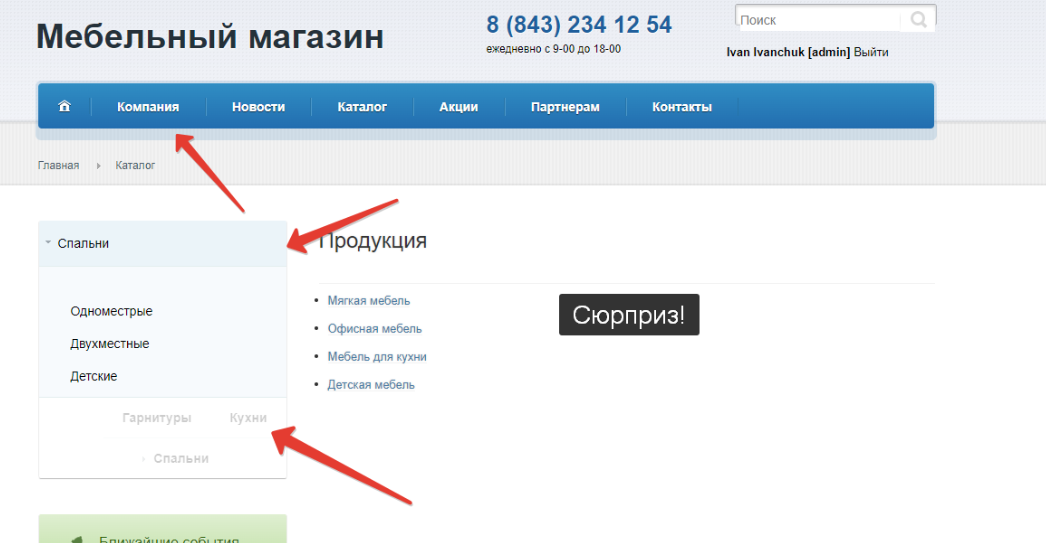 Мебельный магазин
8 (843) 234 12 54
ежедневно с 9-00 до 18-00
Поиск
Ivan Ivanchuk [admin] Выйти
Компания Новости Каталог Акции Партнерам Контакты
Главная Каталог
Спальни
Одноместрые
Двухместные
Детские
Гарнитуры Кухни
Спальни
Продукция
Мягкая мебель
Офисная мебель
Мебель для кухни
Детская мебель
Сюрприз!
Ближайшие события